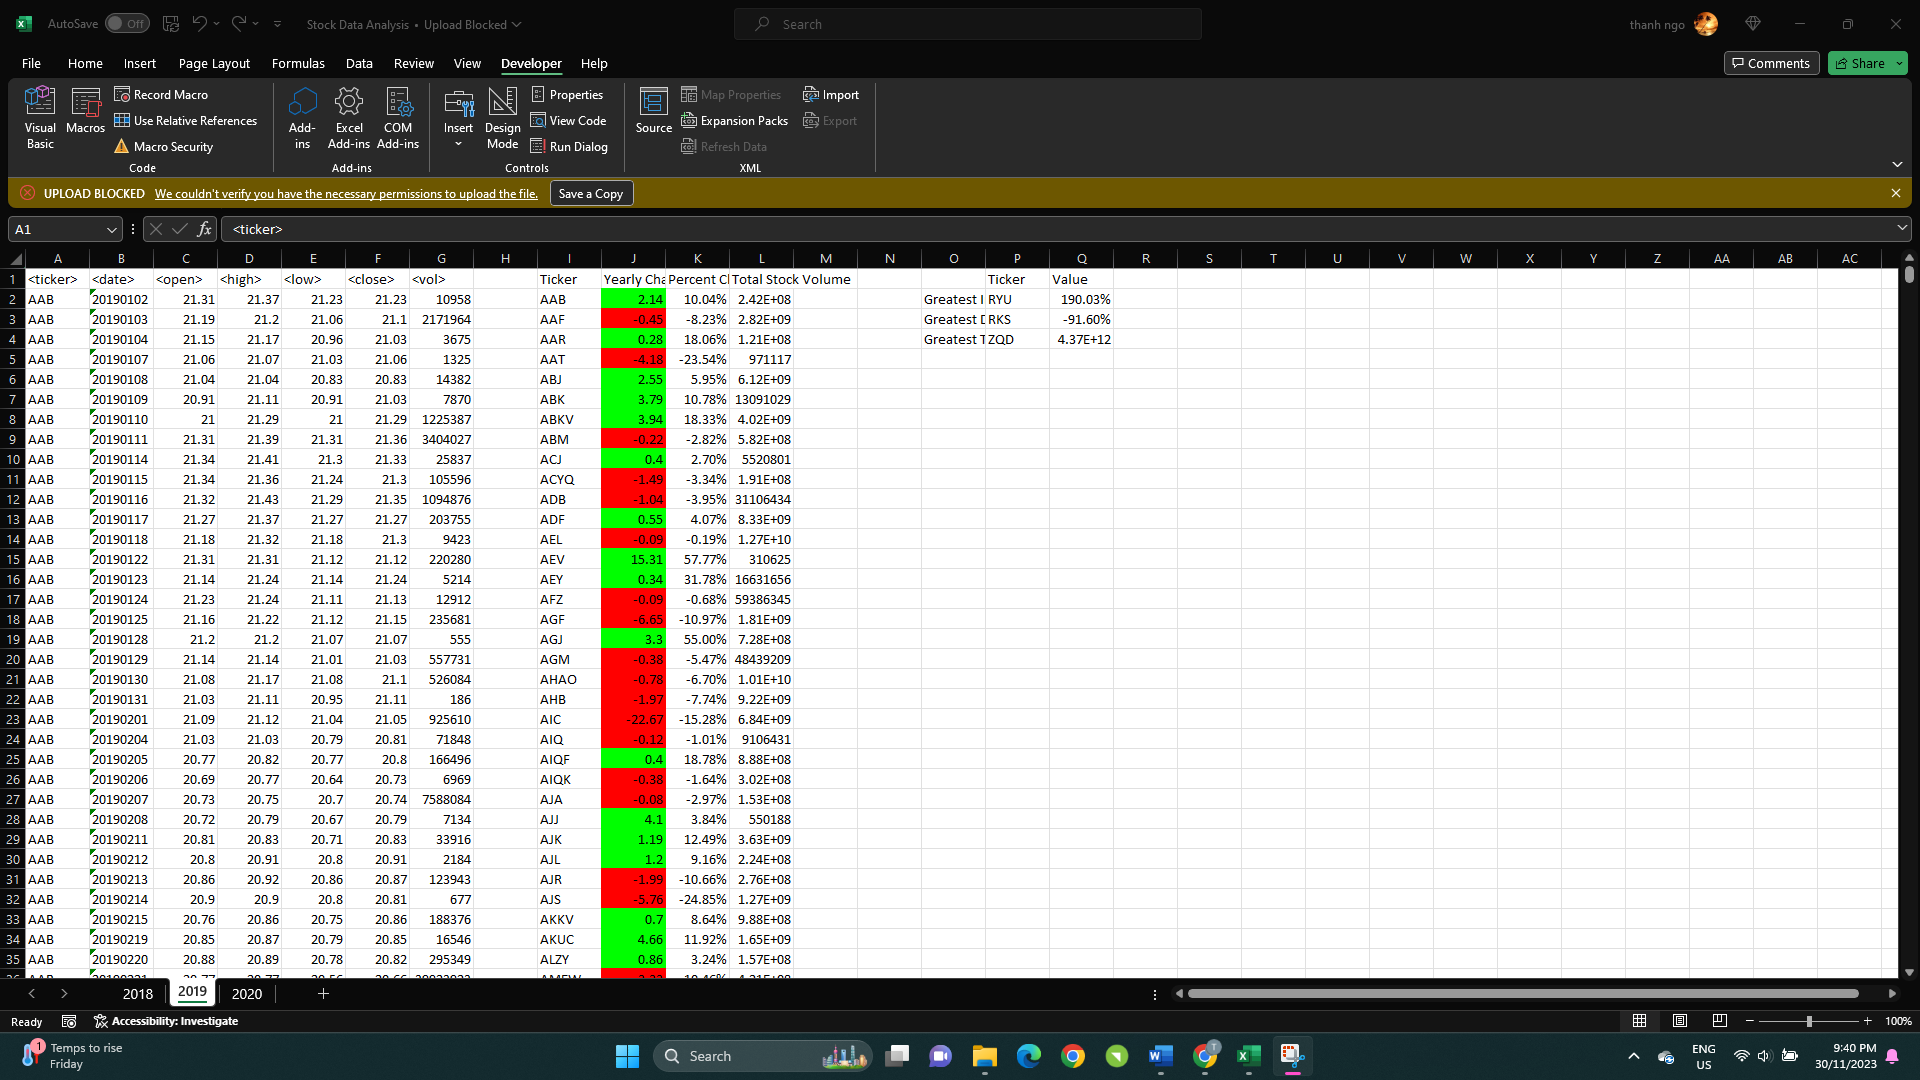 AutoSave Off Stock Data Analysis • Upload Blocked Search thanh ngo
File Home Insert Page Layout Formulas Data Review View Developer Help Comments Share
Visual Basic
Macros
Record Macro
Use Relative References
Macro Security
Code
Add-ins
Excel Add-ins
COM Add-ins
Add-ins
Insert
Design Mode
Properties
View Code
Run Dialog
Controls
Source
Map Properties
Expansion Packs
Refresh Data
Import
Export
XML
UPLOAD BLOCKED We couldn't verify you have the necessary permissions to upload the file. Save a Copy
A1 fx <ticker>
A B C D E F G H I J K L M N O P Q R S T U V W X Y Z AA AB AC
1 <ticker> <date> <open> <high> <low> <close> <vol> Ticker Yearly Cha Percent C Total Stock Volume Ticker Value
2 AAB 20190102 21.31 21.37 21.23 21.23 10958 AAB 2.14 10.04% 2.42E+08 Greatest I RYU 190.03%
3 AAB 20190103 21.19 21.2 21.06 21.1 2171964 AAF -0.45 -8.23% 2.82E+09 Greatest D RKS -91.60%
4 AAB 20190104 21.15 21.17 20.96 21.03 3675 AAR 0.28 18.06% 1.21E+08 Greatest T ZQD 4.37E+12
5 AAB 20190107 21.06 21.07 21.03 21.06 1325 AAT -4.18 -23.54% 971117
6 AAB 20190108 21.04 21.04 20.83 20.83 14382 ABJ 2.55 5.95% 6.12E+09
7 AAB 20190109 20.91 21.11 20.91 21.03 7870 ABK 3.79 10.78% 13091029
8 AAB 20190110 21 21.29 21 21.29 1225387 ABKV 3.94 18.33% 4.02E+09
9 AAB 20190111 21.31 21.39 21.31 21.36 3404027 ABM -0.22 -2.82% 5.82E+08
10 AAB 20190114 21.34 21.41 21.3 21.33 25837 ACJ 0.4 2.70% 5520801
11 AAB 20190115 21.34 21.36 21.24 21.3 105596 ACYQ -1.49 -3.34% 1.91E+08
12 AAB 20190116 21.32 21.43 21.29 21.35 1094876 ADB -1.04 -3.95% 31106434
13 AAB 20190117 21.27 21.37 21.27 21.27 203755 ADF 0.55 4.07% 8.33E+09
14 AAB 20190118 21.18 21.32 21.18 21.3 9423 AEL -0.09 -0.19% 1.27E+10
15 AAB 20190122 21.31 21.31 21.12 21.12 220280 AEV 15.31 57.77% 310625
16 AAB 20190123 21.14 21.24 21.14 21.24 5214 AEY 0.34 31.78% 16631656
17 AAB 20190124 21.23 21.24 21.11 21.13 12912 AFZ -0.09 -0.68% 59386345
18 AAB 20190125 21.16 21.22 21.12 21.15 235681 AGF -6.65 -10.97% 1.81E+09
19 AAB 20190128 21.2 21.2 21.07 21.07 555 AGJ 3.3 55.00% 7.28E+08
20 AAB 20190129 21.14 21.14 21.01 21.03 557731 AGM -0.38 -5.47% 48439209
21 AAB 20190130 21.08 21.17 21.08 21.1 526084 AHAO -0.78 -6.70% 1.01E+10
22 AAB 20190131 21.03 21.11 20.95 21.11 186 AHB -1.97 -7.74% 9.22E+09
23 AAB 20190201 21.09 21.12 21.04 21.05 925610 AIC -22.67 -15.28% 6.84E+09
24 AAB 20190204 21.03 21.03 20.79 20.81 71848 AIQ -0.12 -1.01% 9106431
25 AAB 20190205 20.77 20.82 20.77 20.8 166496 AIQF 0.4 18.78% 8.88E+08
26 AAB 20190206 20.69 20.77 20.64 20.73 6969 AIQK -0.38 -1.64% 3.02E+08
27 AAB 20190207 20.73 20.75 20.7 20.74 7588084 AJA -0.08 -2.97% 1.53E+08
28 AAB 20190208 20.72 20.79 20.67 20.79 7134 AJJ 4.1 3.84% 550188
29 AAB 20190211 20.81 20.83 20.71 20.83 33916 AJK 1.19 12.49% 3.63E+09
30 AAB 20190212 20.8 20.91 20.8 20.91 2184 AJL 1.2 9.16% 2.24E+08
31 AAB 20190213 20.86 20.92 20.86 20.87 123943 AJR -1.99 -10.66% 2.76E+08
32 AAB 20190214 20.9 20.9 20.8 20.81 677 AJS -5.76 -24.85% 1.27E+09
33 AAB 20190215 20.76 20.86 20.75 20.86 188376 AKKV 0.7 8.64% 9.88E+08
34 AAB 20190219 20.85 20.87 20.79 20.85 16546 AKUC 4.66 11.92% 1.65E+09
35 AAB 20190220 20.88 20.89 20.78 20.82 295349 ALZY 0.86 3.24% 1.57E+08
2018 2019 2020
Ready Accessibility: Investigate 100%
1 Temps to rise
Friday
Search
ENG
US
9:40 PM
30/11/2023